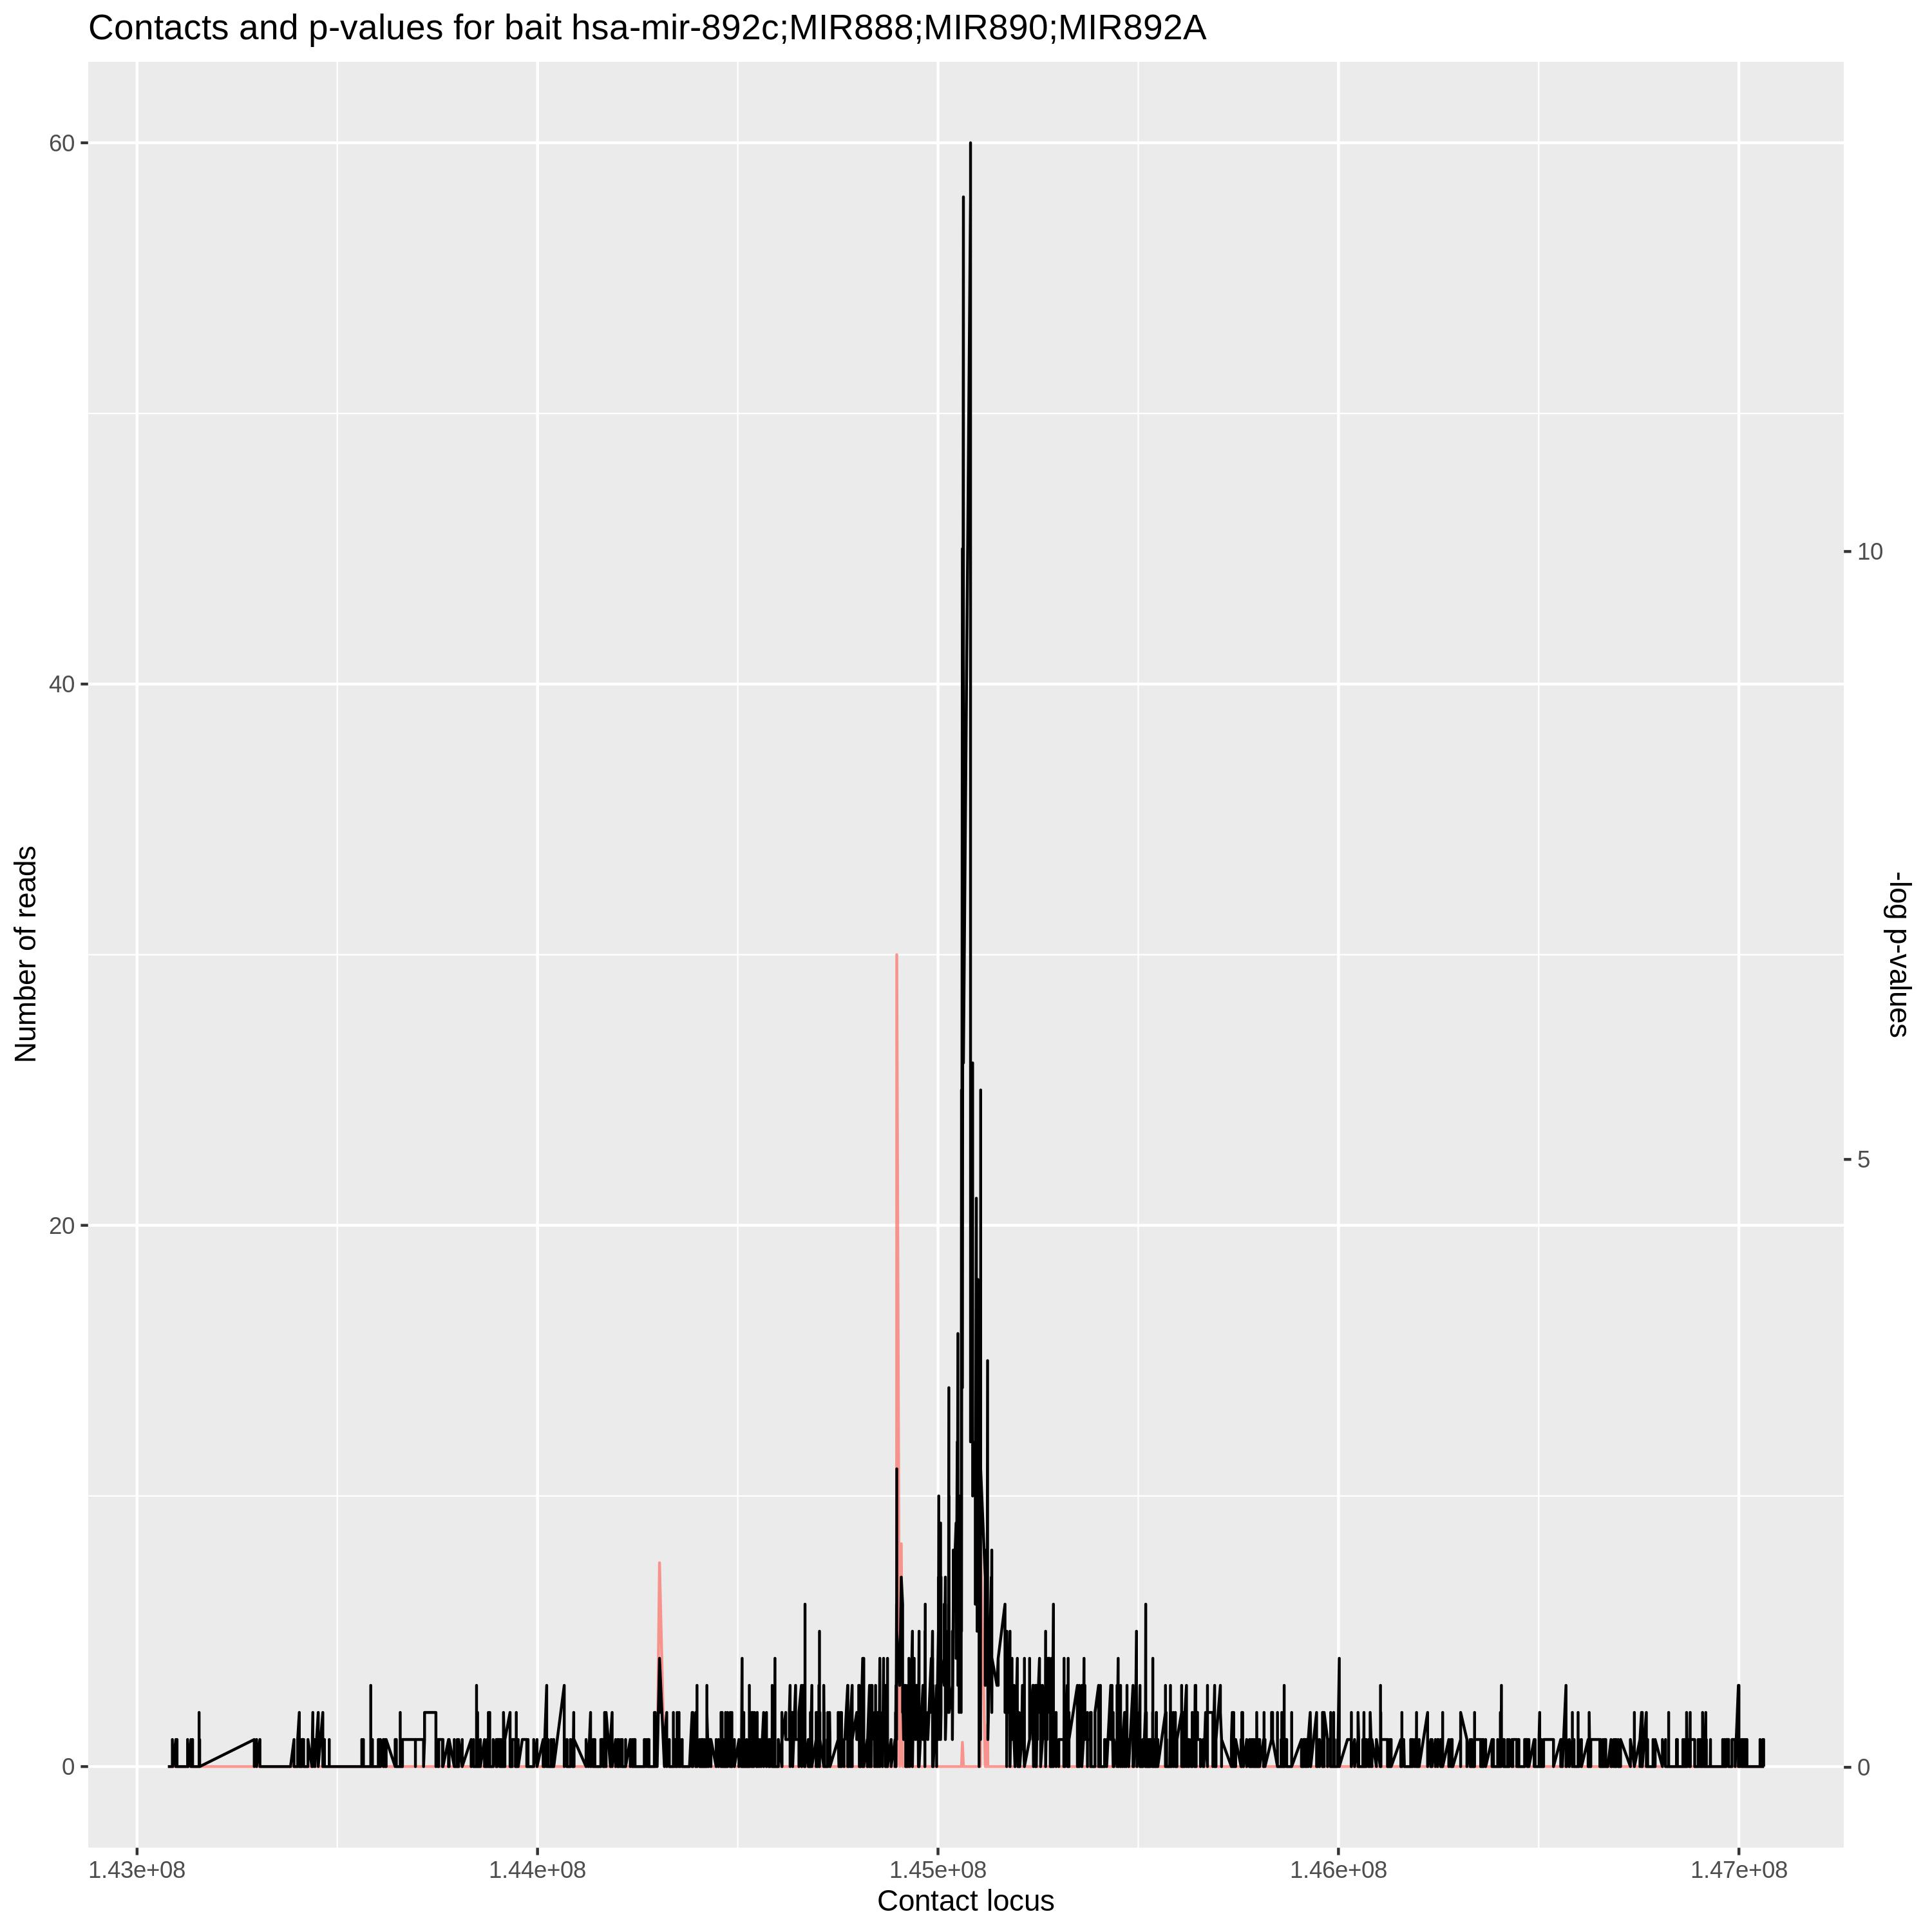 Contacts and p-values for bait hsa-mir-892c;MIR888;MIR890;MIR892A
60
40
20
0
Number of reads
10
5
0
-log p-values
1.43e+08
1.44e+08
1.45e+08
1.46e+08
1.47e+08
Contact locus